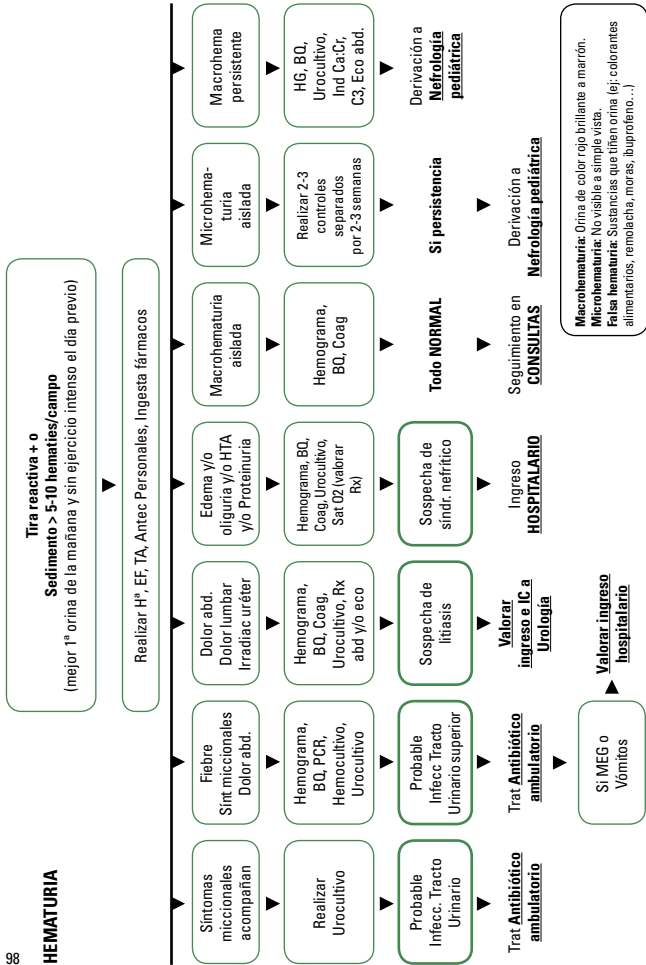 98
HEMATURIA
Tira reactiva + o
Sedimento > 5-10 hematíes/campo
(mejor 1ª orina de la mañana y sin ejercicio intenso el día previo)
Realizar Hª, EF, TA, Antec Personales, Ingesta fármacos
Síntomas
miccionales
acompañan
Realizar
Urocultivo
Probable
Infecc. Tracto
Urinario
Trat Antibiótico
ambulatorio
Fiebre
Sínt miccionales
Dolor abd.
Hemograma,
BQ, PCR,
Hemocultivo,
Urocultivo
Probable
Infecc Tracto
Urinario superior
Trat Antibiótico
ambulatorio
Si MEG o
Vómitos
Valorar ingreso
hospitalario
Dolor abd.
Dolor lumbar
Irradiac uréter
Hemograma,
BQ, Coag,
Urocultivo, Rx
abd y/o eco
Sospecha de
litiasis
Valorar
ingreso e IC a
Urología
Edema y/o
oliguria y/o HTA
y/o Proteinuria
Hemograma, BQ,
Coag,Urocultivo,
Sat O2 (valorar
Rx)
Sospecha de
síndr. nefrítico
Ingreso
HOSPITALARIO
Macrohematuria
aislada
Hemograma,
BQ, Coag
Todo NORMAL
Seguimiento en
CONSULTAS
Microhema-
turia
aislada
Realizar 2-3
controles
separados
por 2-3 semanas
Si persistencia
Derivación a
Nefrología pediátrica
Macrohema
persistente
HG, BQ,
Urocultivo,
Ind Ca:Cr,
C3, Eco abd.
Derivación a
Nefrología
pediátrica
Macrohematuria: Orina de color rojo brillante a marrón.
Microhematuria: No visible a simple vista.
Falsa hematuria: Sustancias que tiñen orina (ej: colorantes
alimentarios, remolacha, moras, ibuprofeno…)